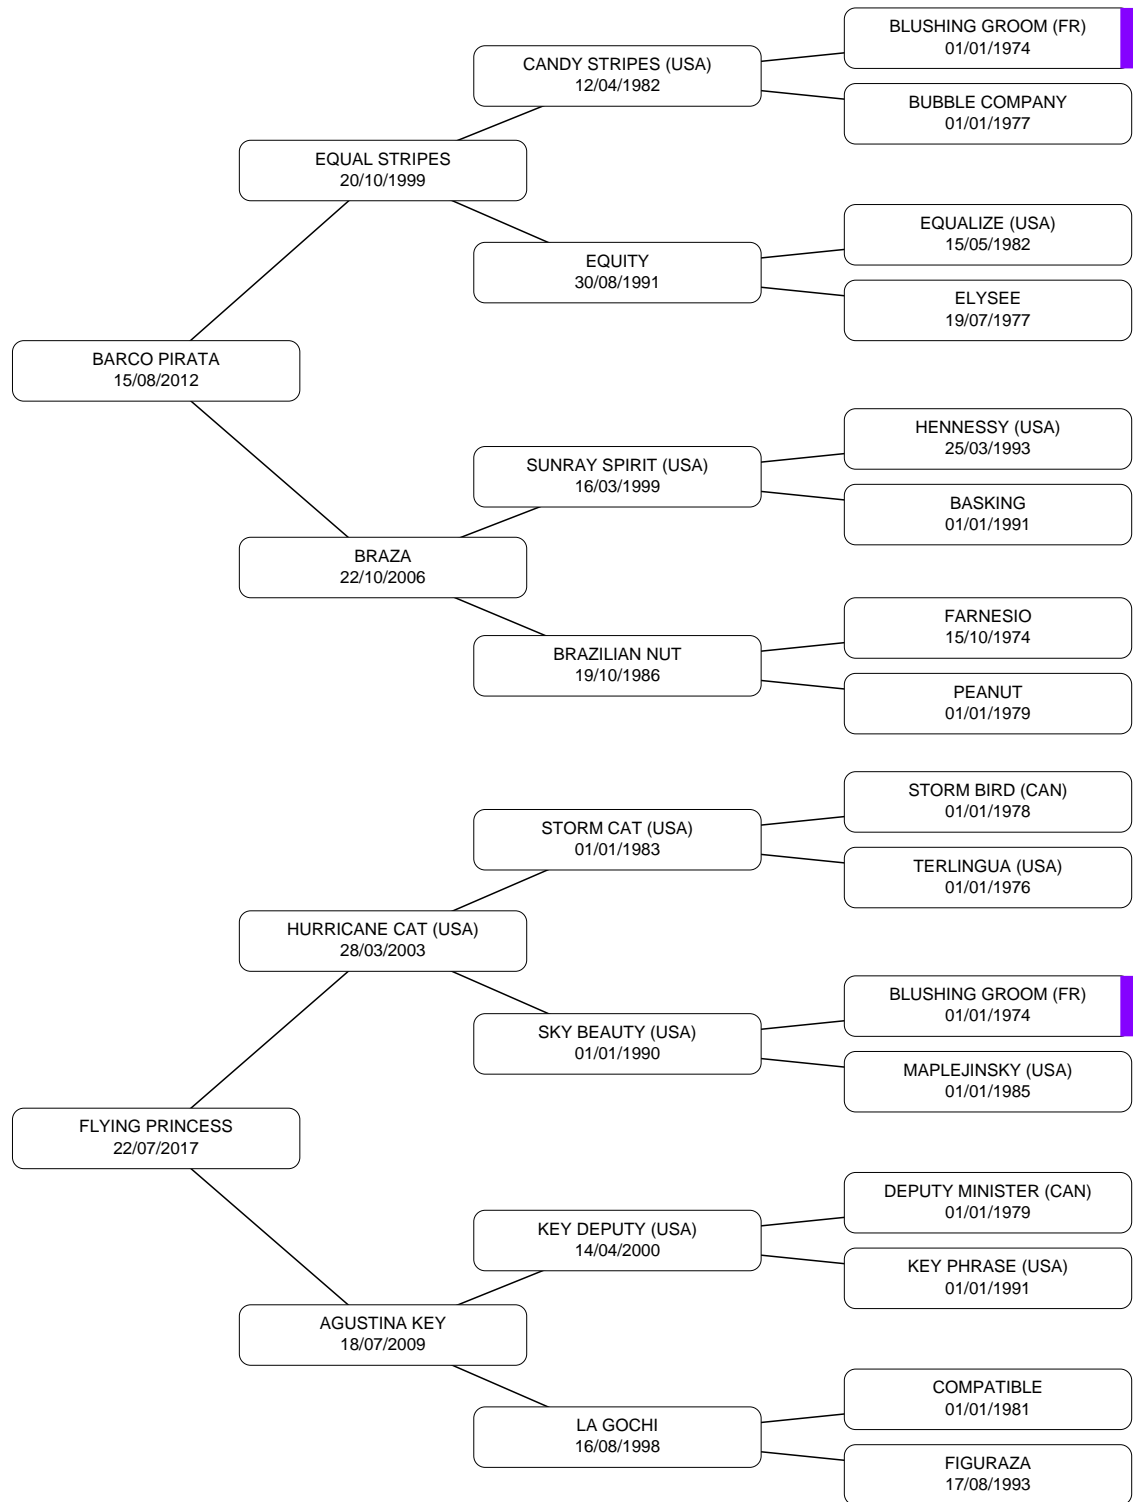 BLUSHING GROOM (FR)
01/01/1974
CANDY STRIPES (USA)
12/04/1982
BUBBLE COMPANY
01/01/1977
EQUAL STRIPES
20/10/1999
EQUALIZE (USA)
15/05/1982
EQUITY
30/08/1991
ELYSEE
19/07/1977
BARCO PIRATA
15/08/2012
HENNESSY (USA)
25/03/1993
SUNRAY SPIRIT (USA)
16/03/1999
BASKING
01/01/1991
BRAZA
22/10/2006
FARNESIO
15/10/1974
BRAZILIAN NUT
19/10/1986
PEANUT
01/01/1979
STORM BIRD (CAN)
01/01/1978
STORM CAT (USA)
01/01/1983
TERLINGUA (USA)
01/01/1976
HURRICANE CAT (USA)
28/03/2003
BLUSHING GROOM (FR)
01/01/1974
SKY BEAUTY (USA)
01/01/1990
MAPLEJINSKY (USA)
01/01/1985
FLYING PRINCESS
22/07/2017
DEPUTY MINISTER (CAN)
01/01/1979
KEY DEPUTY (USA)
14/04/2000
KEY PHRASE (USA)
01/01/1991
AGUSTINA KEY
18/07/2009
COMPATIBLE
01/01/1981
LA GOCHI
16/08/1998
FIGURAZA
17/08/1993